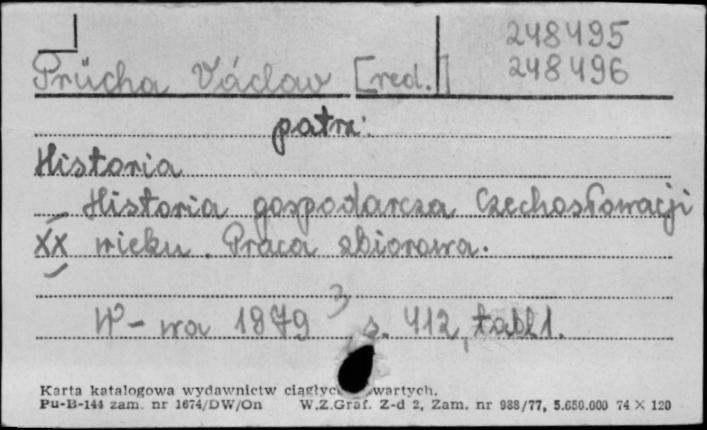 248495
Průcha Václav [red.] 248496
patrz:
Historia
Historia gospodarcza Czechosłowacji
XX wieku. Praca zbiorowa.
3
W-wa 1879, s. 412, tabl 1.
Karta katalogowa wydawnictw ciągłyc wartych.
Pu-B-144 zam. nr 1674/DW/On W.Z.Graf. Z-d 2, Zam. nr 988/77, 5.650.000 74 × 120